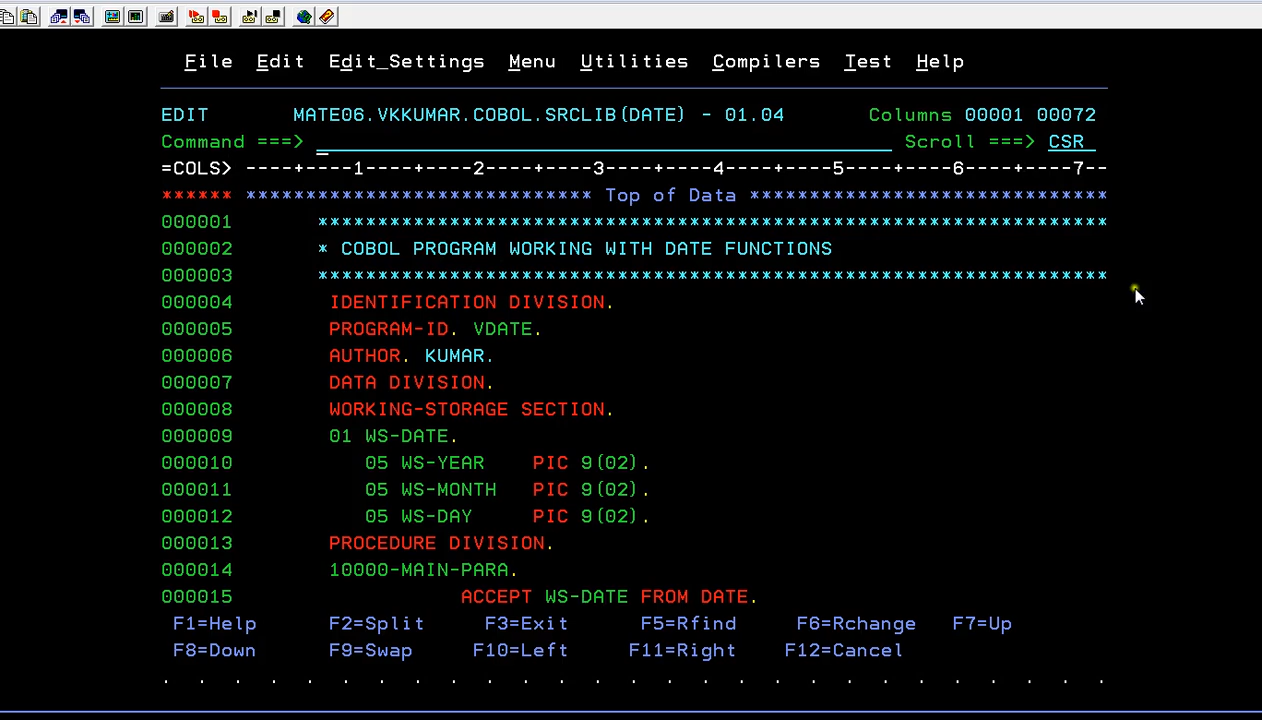 File Edit Edit_Settings Menu Utilities Compilers Test Help
EDIT MATE06.VKKUMAR.COBOL.SRCLIB(DATE) - 01.04 Columns 00001 00072
Command ===> Scroll ===> CSR
=COLS> ----+----1----+----2----+----3----+----4----+----5----+----6----+----7--
****** ***************************** Top of Data ******************************
000001 ******************************************************************
000002 * COBOL PROGRAM WORKING WITH DATE FUNCTIONS
000003 ******************************************************************
000004 IDENTIFICATION DIVISION.
000005 PROGRAM-ID. VDATE.
000006 AUTHOR. KUMAR.
000007 DATA DIVISION.
000008 WORKING-STORAGE SECTION.
000009 01 WS-DATE.
000010 05 WS-YEAR PIC 9(02).
000011 05 WS-MONTH PIC 9(02).
000012 05 WS-DAY PIC 9(02).
000013 PROCEDURE DIVISION.
000014 10000-MAIN-PARA.
000015 ACCEPT WS-DATE FROM DATE.
F1=Help F2=Split F3=Exit F5=Rfind F6=Rchange F7=Up
F8=Down F9=Swap F10=Left F11=Right F12=Cancel
. . . . . . . . . . . . . . . . . . . . . . . . . . .